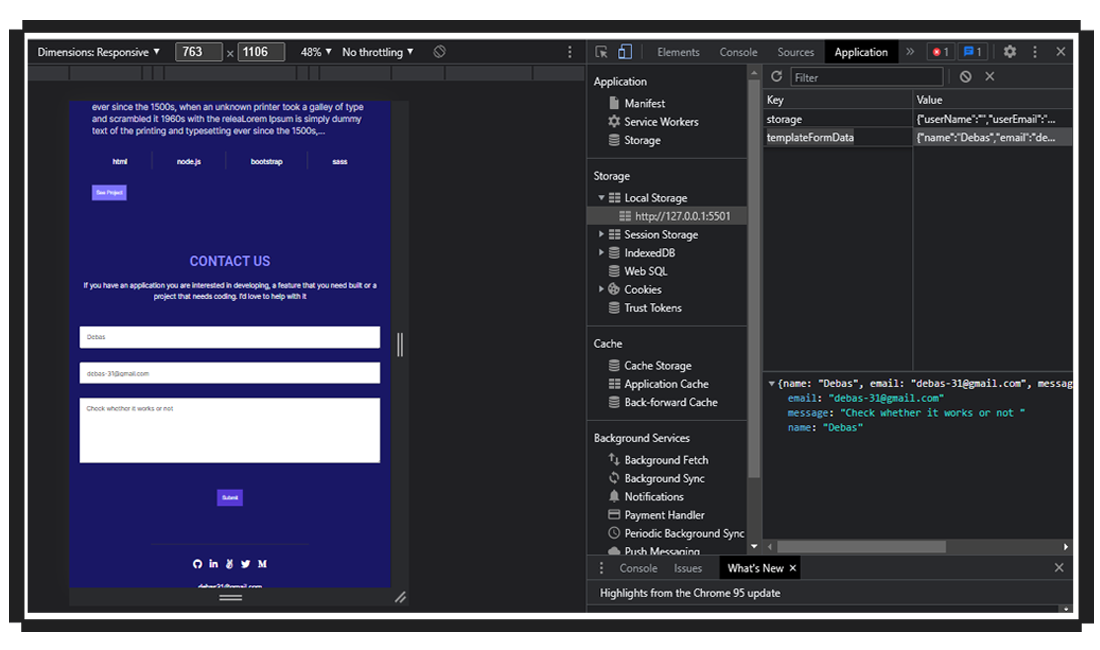 Dimensions: Responsive ▼ 763 × 1106 48% ▼ No throttling ▼
ever since the 1500s, when an unknown printer took a galley of type
and scrambled it 1960s with the releaLorem Ipsum is simply dummy
text of the printing and typesetting ever since the 1500s,...
html node.js bootstrap sass
See Project
CONTACT US
If you have an application you are interested in developing, a feature that you need built or a
project that needs coding. I'd love to help with it
Debas
debas-31@gmail.com
Check whether it works or not
Submit
debas31@gmail.com
Elements Console Sources Application » 1 1
Application
Manifest
Service Workers
Storage
Storage
Local Storage
http://127.0.0.1:5501
Session Storage
IndexedDB
Web SQL
Cookies
Trust Tokens
Cache
Cache Storage
Application Cache
Back-forward Cache
Background Services
Background Fetch
Background Sync
Notifications
Payment Handler
Periodic Background Sync
Push Messaging
Filter
Key Value
storage {"userName":"","userEmail":"...
templateFormData {"name":"Debas","email":"de...
▼{name: "Debas", email: "debas-31@gmail.com", messag
email: "debas-31@gmail.com"
message: "Check whether it works or not "
name: "Debas"
Console Issues What's New ×
Highlights from the Chrome 95 update